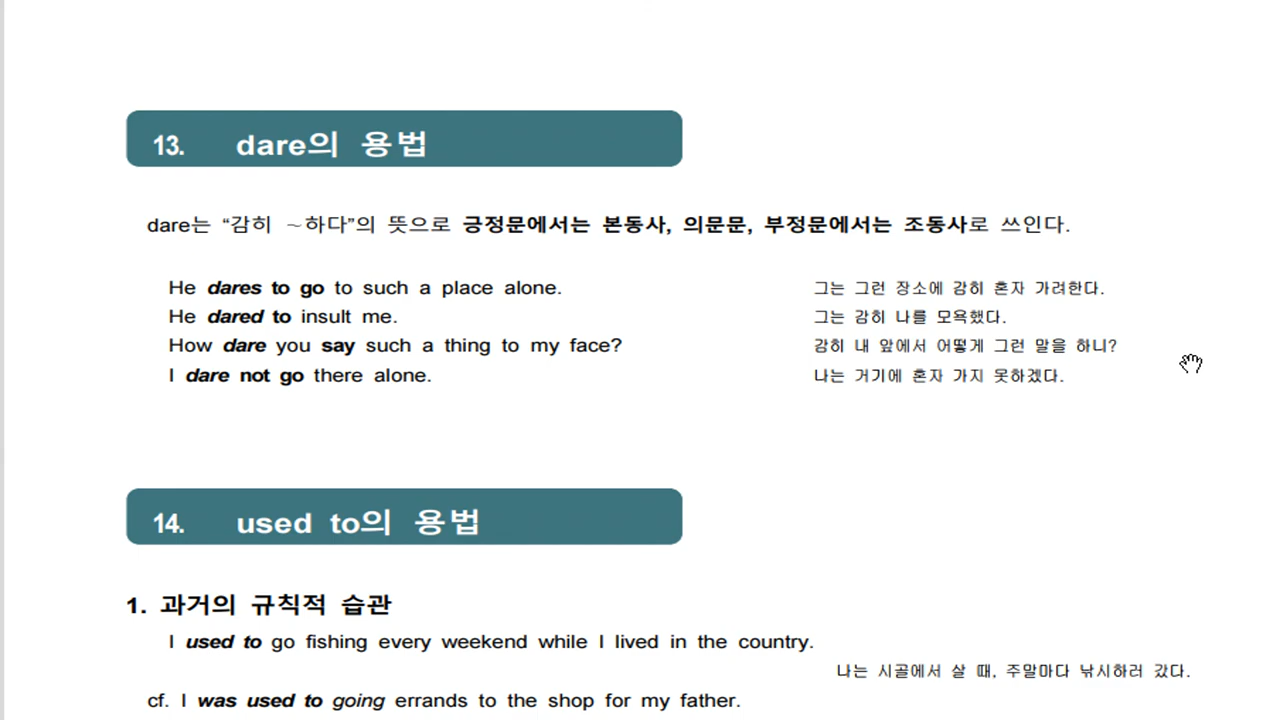 13. dare의 용법
dare는 “감히 ~하다”의 뜻으로 긍정문에서는 본동사, 의문문, 부정문에서는 조동사로 쓰인다.
He dares to go to such a place alone. 그는 그런 장소에 감히 혼자 가려한다.
He dared to insult me. 그는 감히 나를 모욕했다.
How dare you say such a thing to my face? 감히 내 앞에서 어떻게 그런 말을 하니?
I dare not go there alone. 나는 거기에 혼자 가지 못하겠다.
14. used to의 용법
1. 과거의 규칙적 습관
I used to go fishing every weekend while I lived in the country.
나는 시골에서 살 때, 주말마다 낚시하러 갔다.
cf. I was used to going errands to the shop for my father.